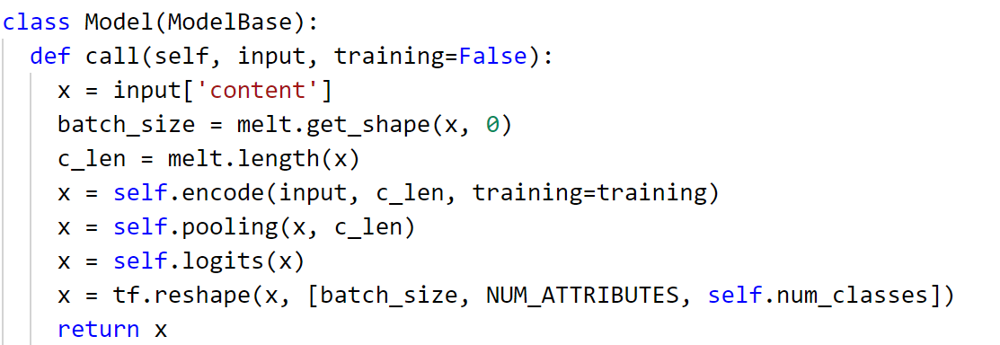 class Model(ModelBase):
  def call(self, input, training=False):
    x = input['content']
    batch_size = melt.get_shape(x, 0)
    c_len = melt.length(x)
    x = self.encode(input, c_len, training=training)
    x = self.pooling(x, c_len)
    x = self.logits(x)
    x = tf.reshape(x, [batch_size, NUM_ATTRIBUTES, self.num_classes])
    return x